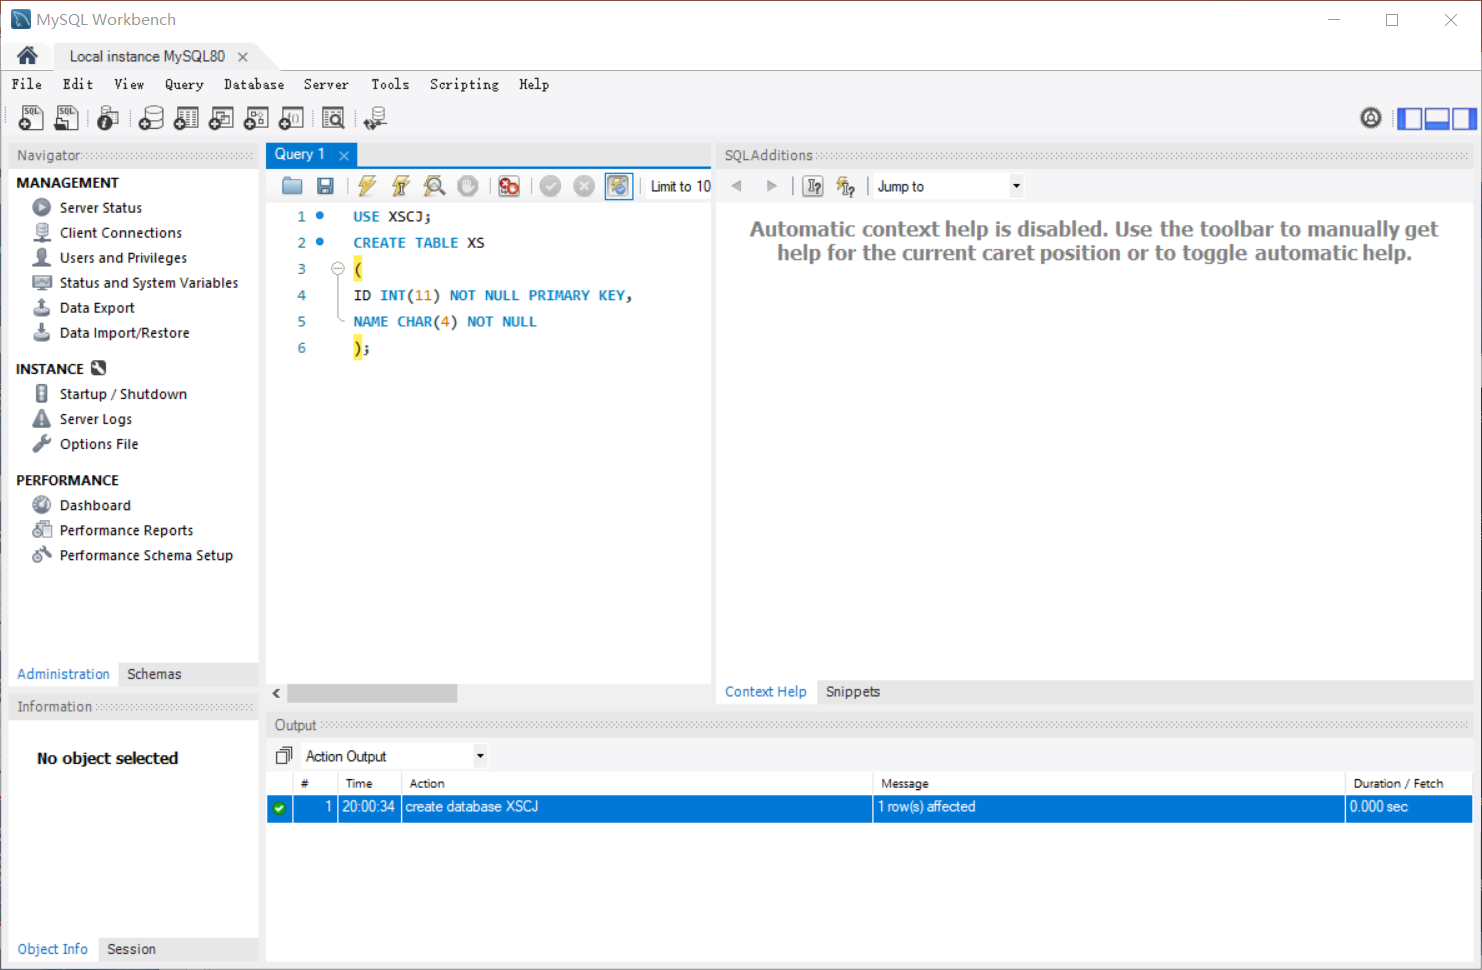 MySQL Workbench
Local instance MySQL80
File Edit View Query Database Server Tools Scripting Help
Navigator
MANAGEMENT
Server Status
Client Connections
Users and Privileges
Status and System Variables
Data Export
Data Import/Restore
INSTANCE
Startup / Shutdown
Server Logs
Options File
PERFORMANCE
Dashboard
Performance Reports
Performance Schema Setup
Administration Schemas
Information
No object selected
Object Info Session
Query 1
Limit to 10
1 USE XSCJ;
2 CREATE TABLE XS
3 (
4 ID INT(11) NOT NULL PRIMARY KEY,
5 NAME CHAR(4) NOT NULL
6 );
SQLAdditions
Jump to
Automatic context help is disabled. Use the toolbar to manually get
help for the current caret position or to toggle automatic help.
Context Help Snippets
Output
Action Output
# Time Action Message Duration / Fetch
1 20:00:34 create database XSCJ 1 row(s) affected 0.000 sec